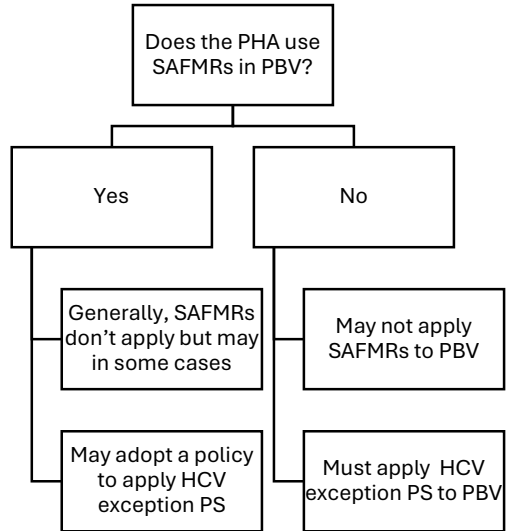 Does the PHA use
SAFMRs in PBV?
Yes
No
Generally, SAFMRs
don’t apply but may
in some cases
May adopt a policy
to apply HCV
exception PS
May not apply
SAFMRs to PBV
Must apply HCV
exception PS to PBV